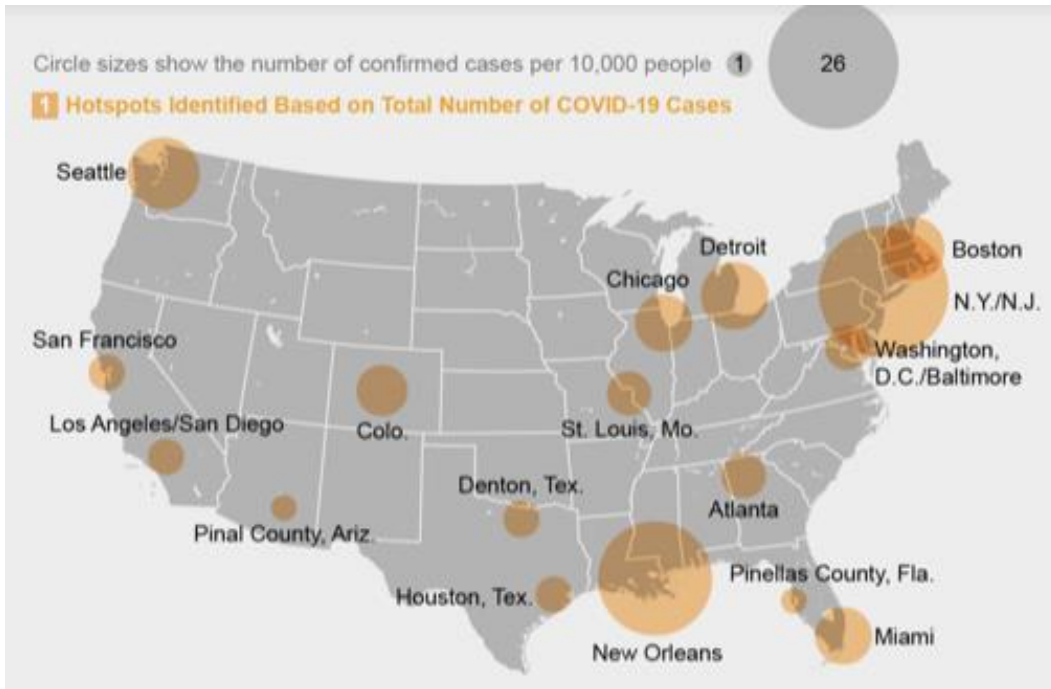 Circle sizes show the number of confirmed cases per 10,000 people 1 26
1 Hotspots Identified Based on Total Number of COVID-19 Cases
Seattle
Detroit
Boston
Chicago
N.Y./N.J.
San Francisco
Washington,
D.C./Baltimore
Los Angeles/San Diego
Colo.
St. Louis, Mo.
Denton, Tex.
Atlanta
Pinal County, Ariz.
Pinellas County, Fla.
Houston, Tex.
Miami
New Orleans